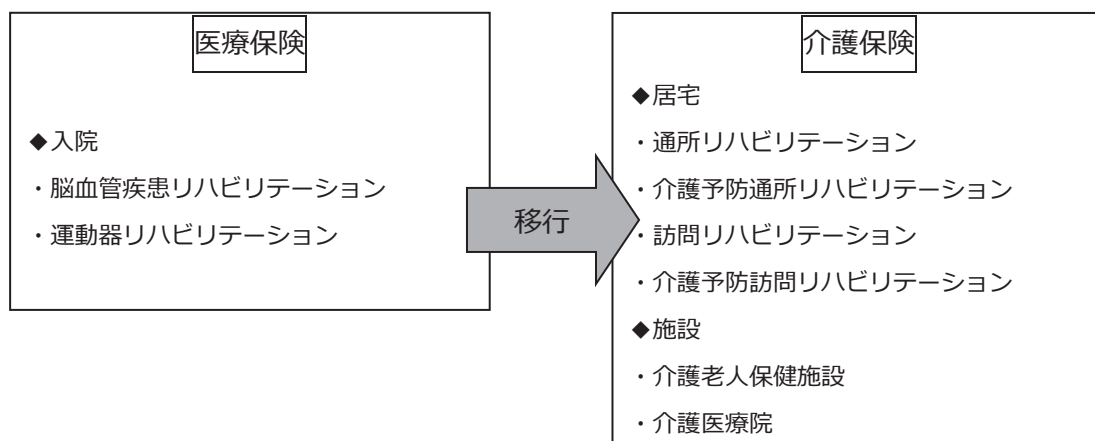 医療保険
◆入院
・脳血管疾患リハビリテーション
・運動器リハビリテーション
移行
介護保険
◆居宅
・通所リハビリテーション
・介護予防通所リハビリテーション
・訪問リハビリテーション
・介護予防訪問リハビリテーション
◆施設
・介護老人保健施設
・介護医療院